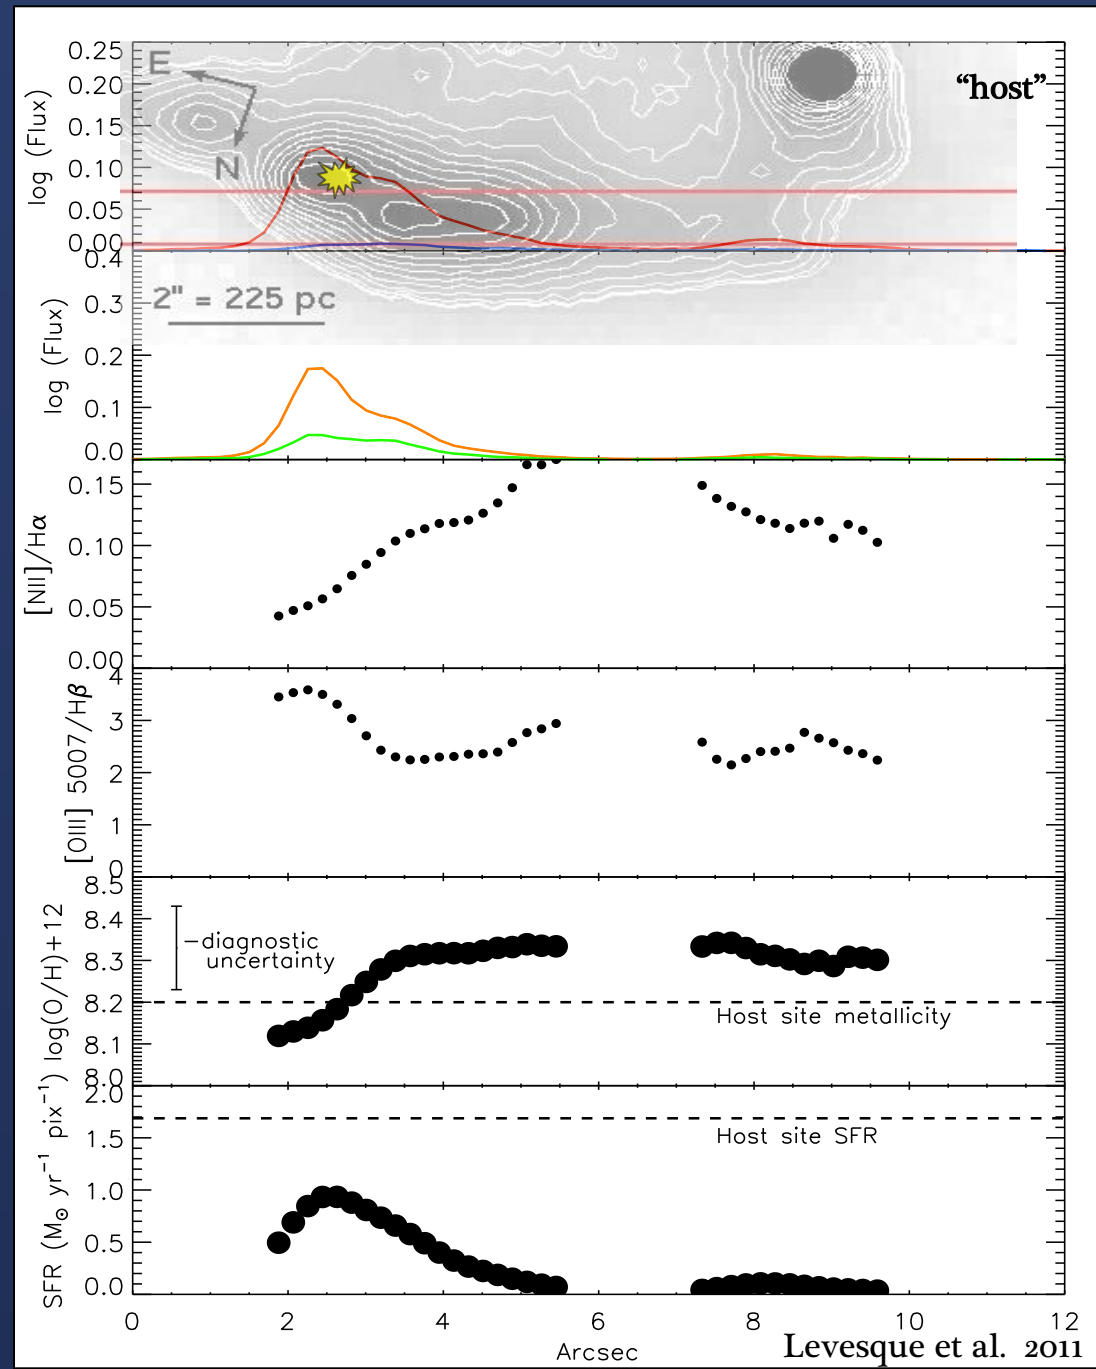 0.25
0.20
0.15
0.10
0.05
0.00
log (Flux)
E
N
“host”
0.4
0.3
0.2
0.1
0.0
log (Flux)
2" = 225 pc
0.15
0.10
0.05
0.00
[NII]/Hα
4
3
2
1
0
[OIII] 5007/Hβ
8.5
8.4
8.3
8.2
8.1
8.0
log(O/H)+12
diagnostic
uncertainty
Host site metallicity
2.0
1.5
1.0
0.5
0.0
SFR (M⊙ yr⁻¹ pix⁻¹)
Host site SFR
0 2 4 6 8 10 12
Arcsec
Levesque et al. 2011